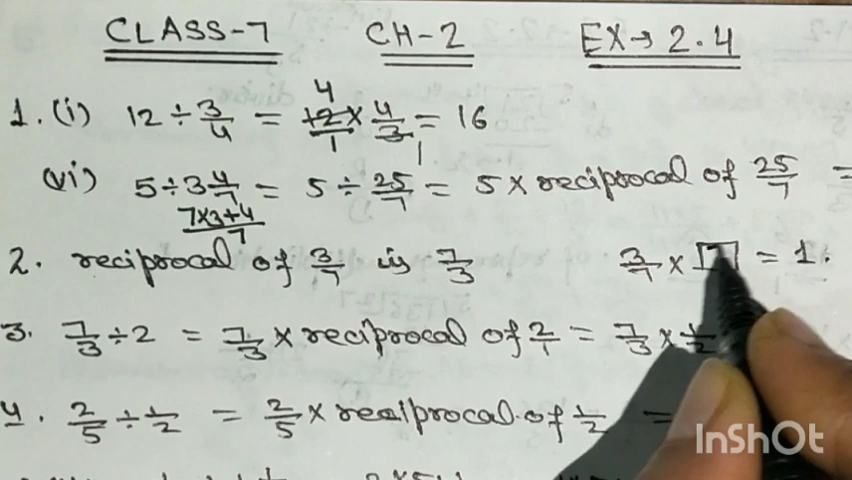 CLASS-7 CH-2 EX→2.4
1. (i) 12 ÷ 3/4 = 12/1 × 4/3 = 16
4
1
(vi) 5 ÷ 3 4/7 = 5 ÷ 25/7 = 5 × reciprocal of 25/7 =
7×3+4/7
2. reciprocal of 3/7 is 7/3 3/7 × = 1.
3. 7/3 ÷ 2 = 7/3 × reciprocal of 2/1 = 7/3 × 1/2
4. 2/5 ÷ 1/2 = 2/5 × reciprocal of 1/2 =
InShOt